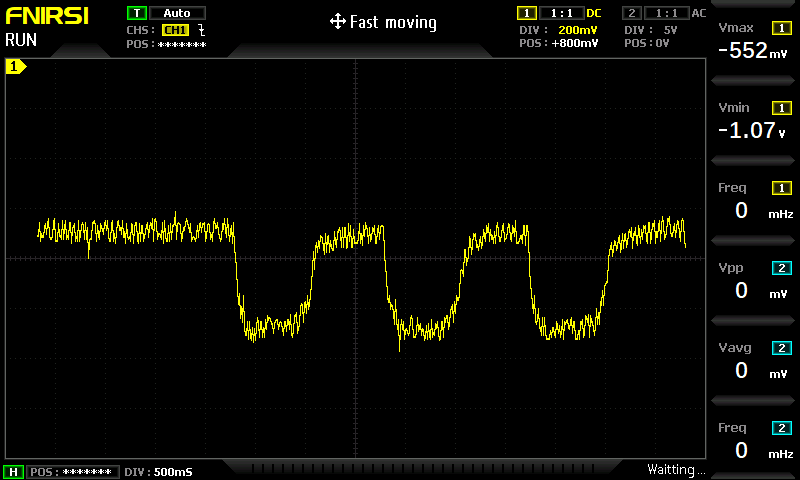 FNIRSI
RUN
T Auto
CHS: CH1
POS: *******
Fast moving
1 1:1 DC
DIV: 200mV
POS: +800mV
2 1:1 AC
DIV: 5V
POS: 0V
1
Vmax 1
-552 mV
Vmin 1
-1.07 V
Freq 1
0 mHz
Vpp 2
0 mV
Vavg 2
0 mV
Freq 2
0 mHz
H POS: ******* DIV: 500mS
Waitting...